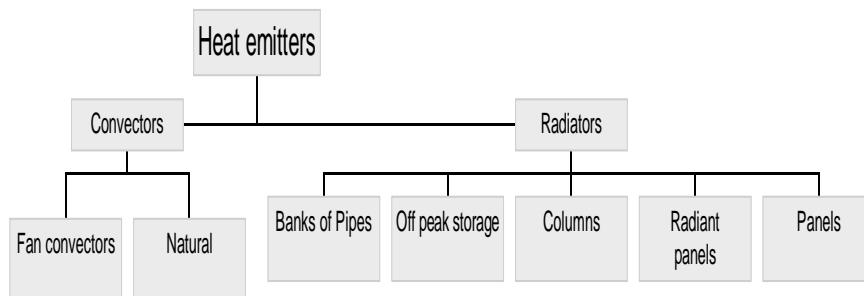 Heat emitters
Convectors
Radiators
Fan convectors
Natural
Banks of Pipes
Off peak storage
Columns
Radiant
panels
Panels